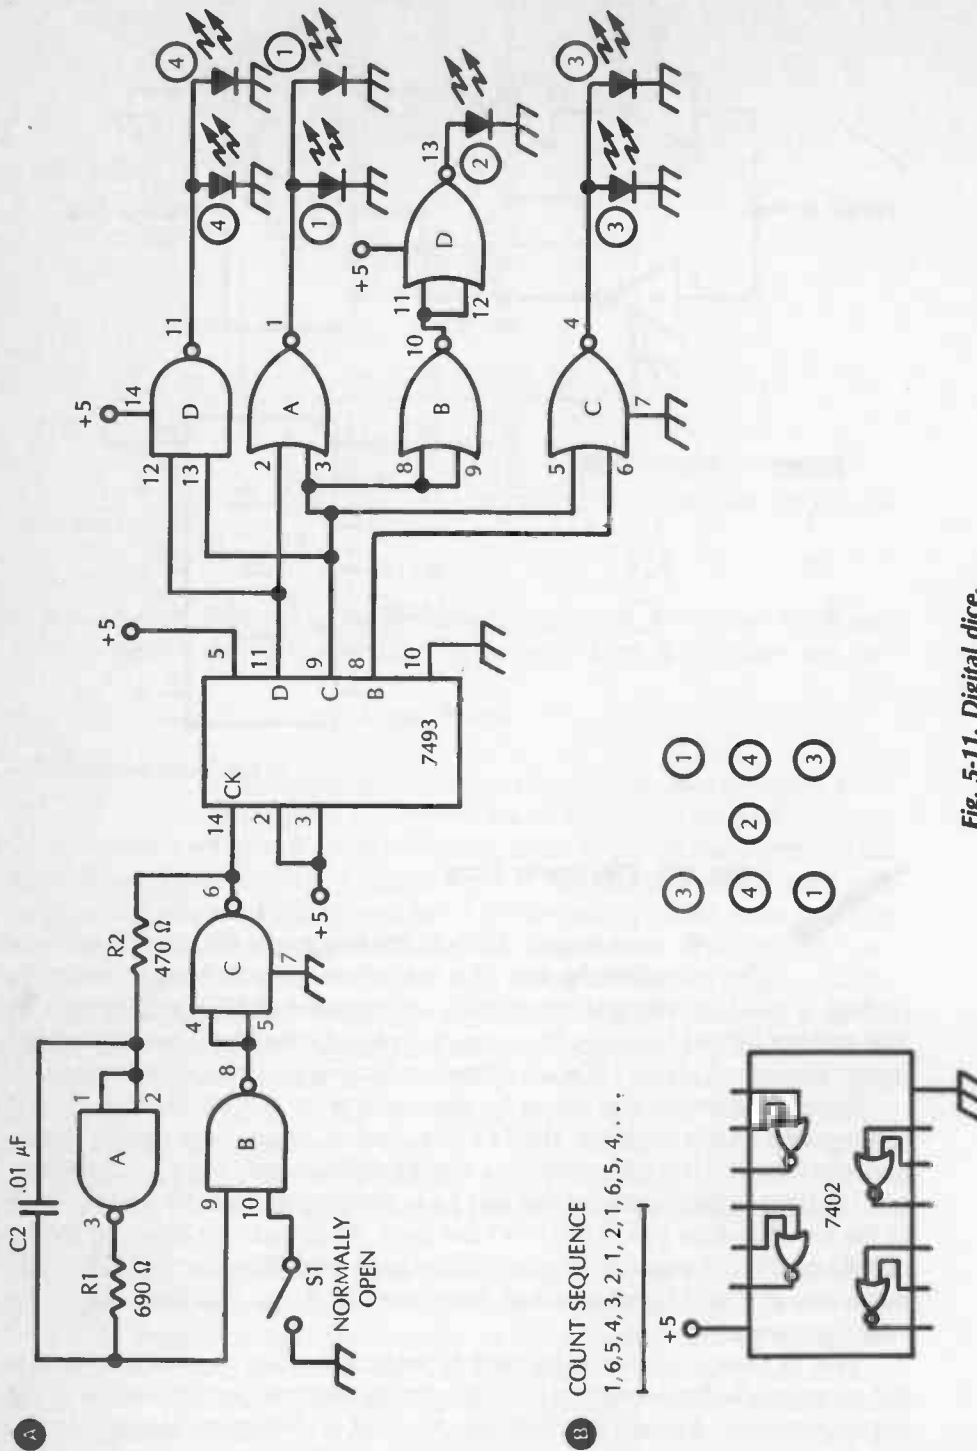 A
C2 .01 μF
1
2
A
3
R1
690 Ω
R2
470 Ω
9
10
B
8
4
5
C
6
7
S1
NORMALLY
OPEN
14
CK
2
3
+5
7493
+5
5
11
D
9
C
8
B
10
12
13
D
+5
14
11
4
4
2
3
A
1
1
1
8
9
B
10
11
12
+5
D
13
2
5
6
C
7
4
3
3
B
COUNT SEQUENCE
1, 6, 5, 4, 3, 2, 1, 2, 1, 6, 5, 4, . . . .
+5
7402
3 1
4 2 4
1 3
Fig. 5-11. Digital dice.